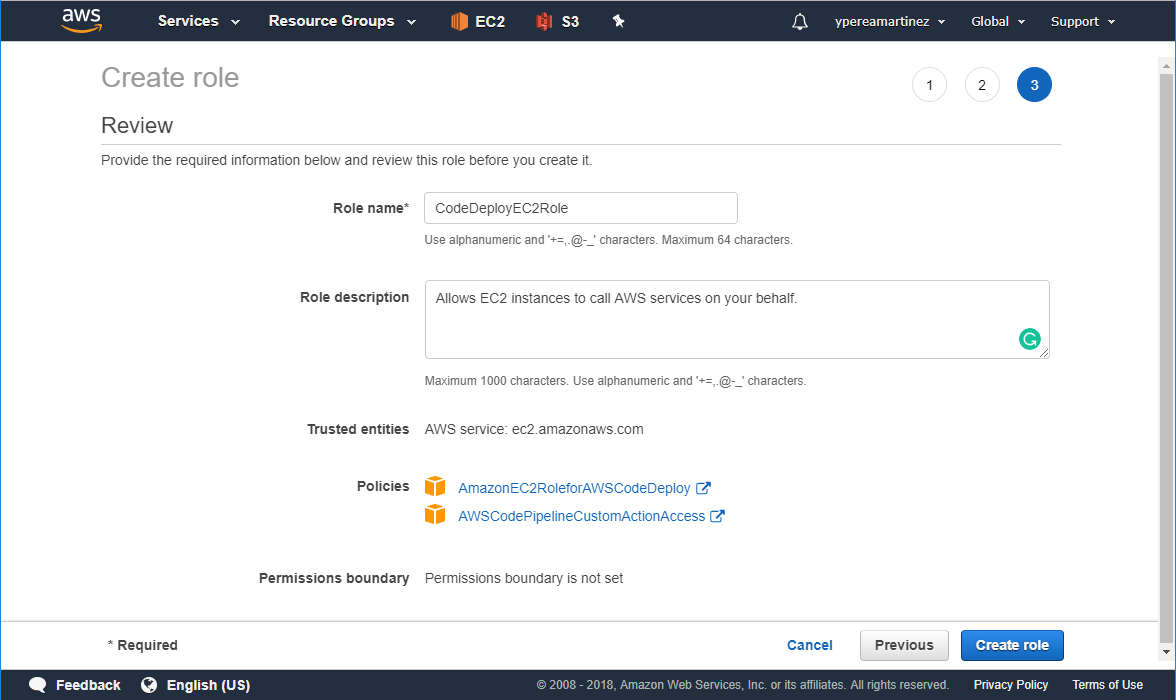 aws Services Resource Groups EC2 S3 ypereamartinez Global Support
Create role
1 2 3
Review
Provide the required information below and review this role before you create it.
Role name* CodeDeployEC2Role
Use alphanumeric and '+=,.@-_' characters. Maximum 64 characters.
Role description Allows EC2 instances to call AWS services on your behalf.
Maximum 1000 characters. Use alphanumeric and '+=,.@-_' characters.
Trusted entities AWS service: ec2.amazonaws.com
Policies AmazonEC2RoleforAWSCodeDeploy
AWSCodePipelineCustomActionAccess
Permissions boundary Permissions boundary is not set
* Required Cancel Previous Create role
Feedback English (US) © 2008 - 2018, Amazon Web Services, Inc. or its affiliates. All rights reserved. Privacy Policy Terms of Use